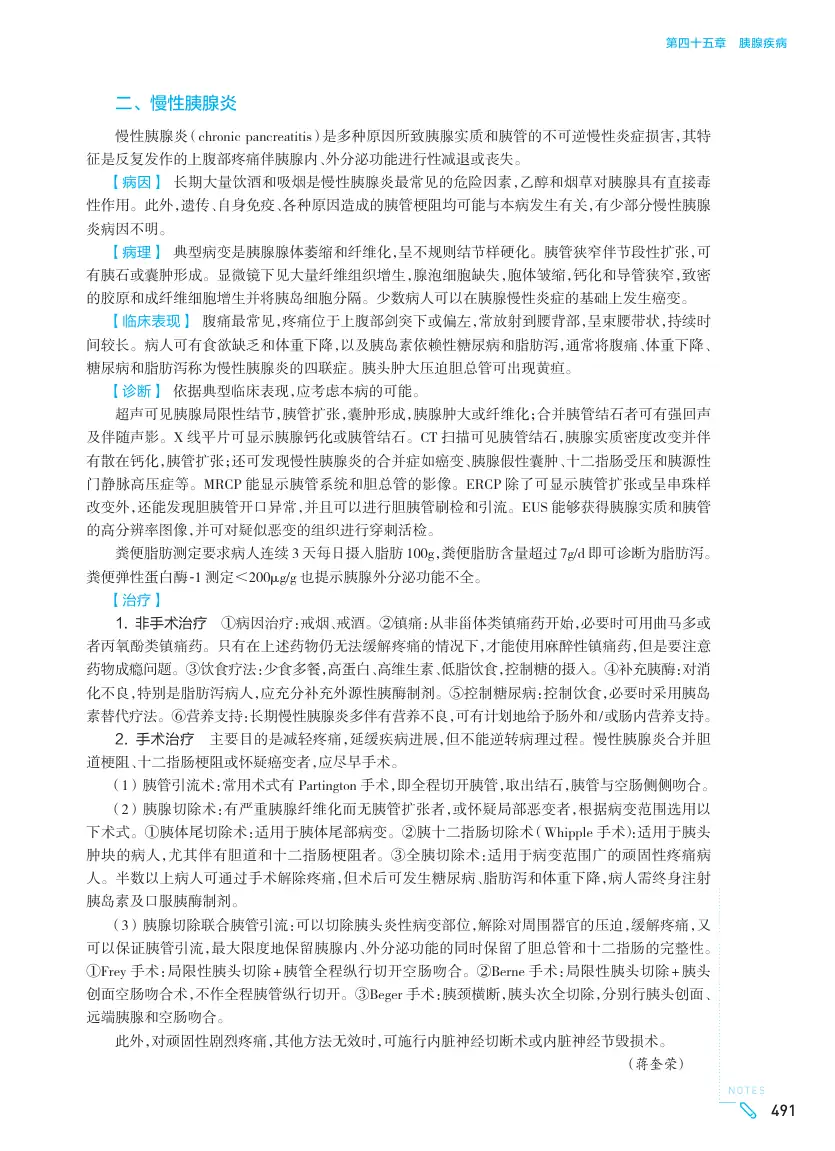 第四十五章　胰腺疾病
二、慢性胰腺炎
慢性胰腺炎（chronic pancreatitis）是多种原因所致胰腺实质和胰管的不可逆慢性炎症损害，其特
征是反复发作的上腹部疼痛伴胰腺内、外分泌功能进行性减退或丧失。
【病因】 长期大量饮酒和吸烟是慢性胰腺炎最常见的危险因素，乙醇和烟草对胰腺具有直接毒
性作用。此外，遗传、自身免疫、各种原因造成的胰管梗阻均可能与本病发生有关，有少部分慢性胰腺
炎病因不明。
【病理】 典型病变是胰腺腺体萎缩和纤维化，呈不规则结节样硬化。胰管狭窄伴节段性扩张，可
有胰石或囊肿形成。显微镜下见大量纤维组织增生，腺泡细胞缺失，胞体皱缩，钙化和导管狭窄，致密
的胶原和成纤维细胞增生并将胰岛细胞分隔。少数病人可以在胰腺慢性炎症的基础上发生癌变。
【临床表现】 腹痛最常见，疼痛位于上腹部剑突下或偏左，常放射到腰背部，呈束腰带状，持续时
间较长。病人可有食欲缺乏和体重下降，以及胰岛素依赖性糖尿病和脂肪泻，通常将腹痛、体重下降、
糖尿病和脂肪泻称为慢性胰腺炎的四联症。胰头肿大压迫胆总管可出现黄疸。
【诊断】 依据典型临床表现，应考虑本病的可能。
超声可见胰腺局限性结节，胰管扩张，囊肿形成，胰腺肿大或纤维化；合并胰管结石者可有强回声
及伴随声影。X 线平片可显示胰腺钙化或胰管结石。CT 扫描可见胰管结石，胰腺实质密度改变并伴
有散在钙化，胰管扩张；还可发现慢性胰腺炎的合并症如癌变、胰腺假性囊肿、十二指肠受压和胰源性
门静脉高压症等。MRCP 能显示胰管系统和胆总管的影像。ERCP 除了可显示胰管扩张或呈串珠样
改变外，还能发现胆胰管开口异常，并且可以进行胆胰管刷检和引流。EUS 能够获得胰腺实质和胰管
的高分辨率图像，并可对疑似恶变的组织进行穿刺活检。
粪便脂肪测定要求病人连续 3 天每日摄入脂肪 100g，粪便脂肪含量超过 7g/d 即可诊断为脂肪泻。
粪便弹性蛋白酶-1 测定＜200μg/g 也提示胰腺外分泌功能不全。
【治疗】
1. 非手术治疗　①病因治疗：戒烟、戒酒。②镇痛：从非甾体类镇痛药开始，必要时可用曲马多或
者丙氧酚类镇痛药。只有在上述药物仍无法缓解疼痛的情况下，才能使用麻醉性镇痛药，但是要注意
药物成瘾问题。③饮食疗法：少食多餐，高蛋白、高维生素、低脂饮食，控制糖的摄入。④补充胰酶：对消
化不良，特别是脂肪泻病人，应充分补充外源性胰酶制剂。⑤控制糖尿病：控制饮食，必要时采用胰岛
素替代疗法。⑥营养支持：长期慢性胰腺炎多伴有营养不良，可有计划地给予肠外和/或肠内营养支持。
2. 手术治疗　主要目的是减轻疼痛，延缓疾病进展，但不能逆转病理过程。慢性胰腺炎合并胆
道梗阻、十二指肠梗阻或怀疑癌变者，应尽早手术。
（1）胰管引流术：常用术式有 Partington 手术，即全程切开胰管，取出结石，胰管与空肠侧侧吻合。
（2）胰腺切除术：有严重胰腺纤维化而无胰管扩张者，或怀疑局部恶变者，根据病变范围选用以
下术式。①胰体尾切除术：适用于胰体尾部病变。②胰十二指肠切除术（Whipple 手术）：适用于胰头
肿块的病人，尤其伴有胆道和十二指肠梗阻者。③全胰切除术：适用于病变范围广的顽固性疼痛病
人。半数以上病人可通过手术解除疼痛，但术后可发生糖尿病、脂肪泻和体重下降，病人需终身注射
胰岛素及口服胰酶制剂。
（3）胰腺切除联合胰管引流：可以切除胰头炎性病变部位，解除对周围器官的压迫，缓解疼痛，又
可以保证胰管引流，最大限度地保留胰腺内、外分泌功能的同时保留了胆总管和十二指肠的完整性。
①Frey 手术：局限性胰头切除+胰管全程纵行切开空肠吻合。②Berne 手术：局限性胰头切除+胰头
创面空肠吻合术，不作全程胰管纵行切开。③Beger 手术：胰颈横断，胰头次全切除，分别行胰头创面、
远端胰腺和空肠吻合。
此外，对顽固性剧烈疼痛，其他方法无效时，可施行内脏神经切断术或内脏神经节毁损术。
（蒋奎荣）
NOTES
491